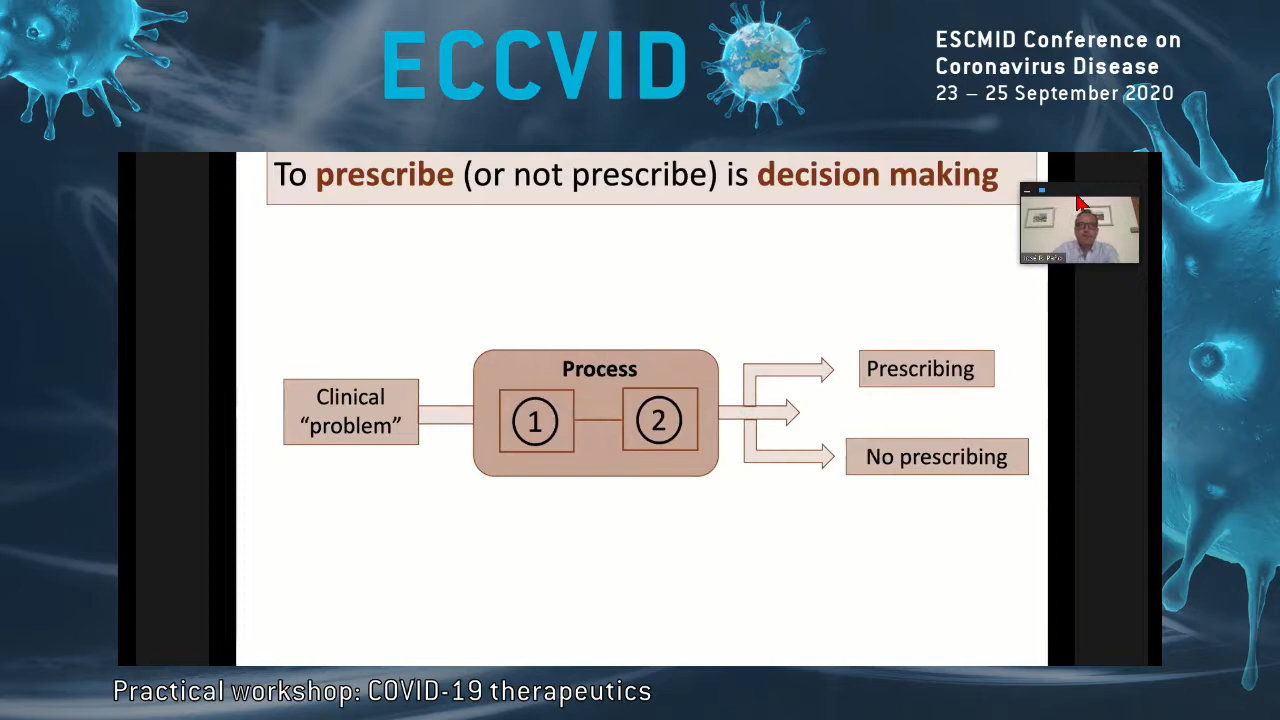 ECCVID
ESCMID Conference on
Coronavirus Disease
23 – 25 September 2020
To prescribe (or not prescribe) is decision making
Clinical
“problem”
Process
1
2
Prescribing
No prescribing
Practical workshop: COVID-19 therapeutics